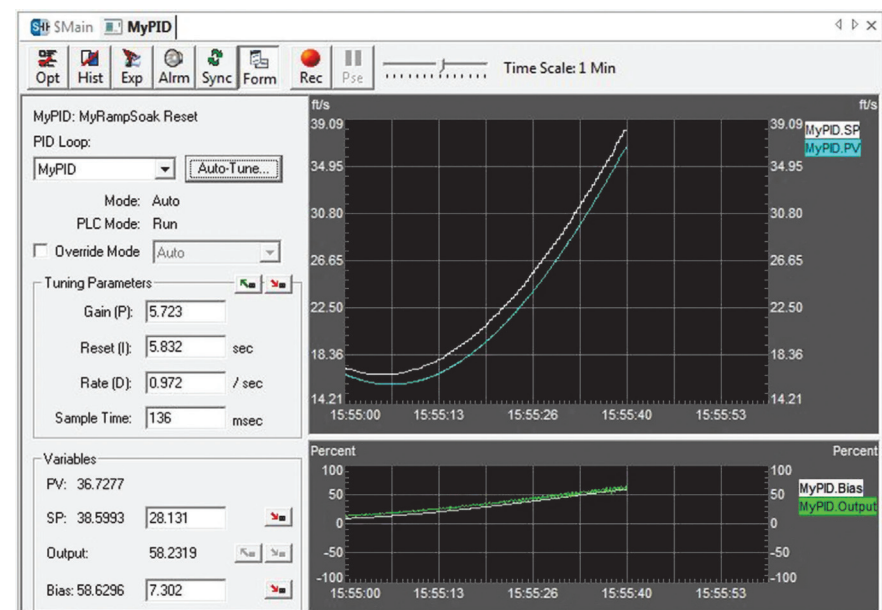 SMain MyPID
Opt Hist Exp Alrm Sync Form Rec Pse Time Scale: 1 Min
MyPID: MyRampSoak Reset
PID Loop:
MyPID Auto-Tune...
Mode: Auto
PLC Mode: Run
Override Mode Auto
Tuning Parameters
Gain (P): 5.723
Reset (I): 5.832 sec
Rate (D): 0.972 / sec
Sample Time: 136 msec
Variables
PV: 36.7277
SP: 38.5993 28.131
Output: 58.2319
Bias: 58.6296 7.302
ft/s ft/s
39.09 39.09 MyPID.SP
MyPID.PV
34.95 34.95
30.80 30.80
26.65 26.65
22.50 22.50
18.36 18.36
14.21 14.21
15:55:00 15:55:13 15:55:26 15:55:40 15:55:53
Percent Percent
100 100
50 50 MyPID.Bias
MyPID.Output
0 0
-50 -50
-100 -100
15:55:00 15:55:13 15:55:26 15:55:40 15:55:53